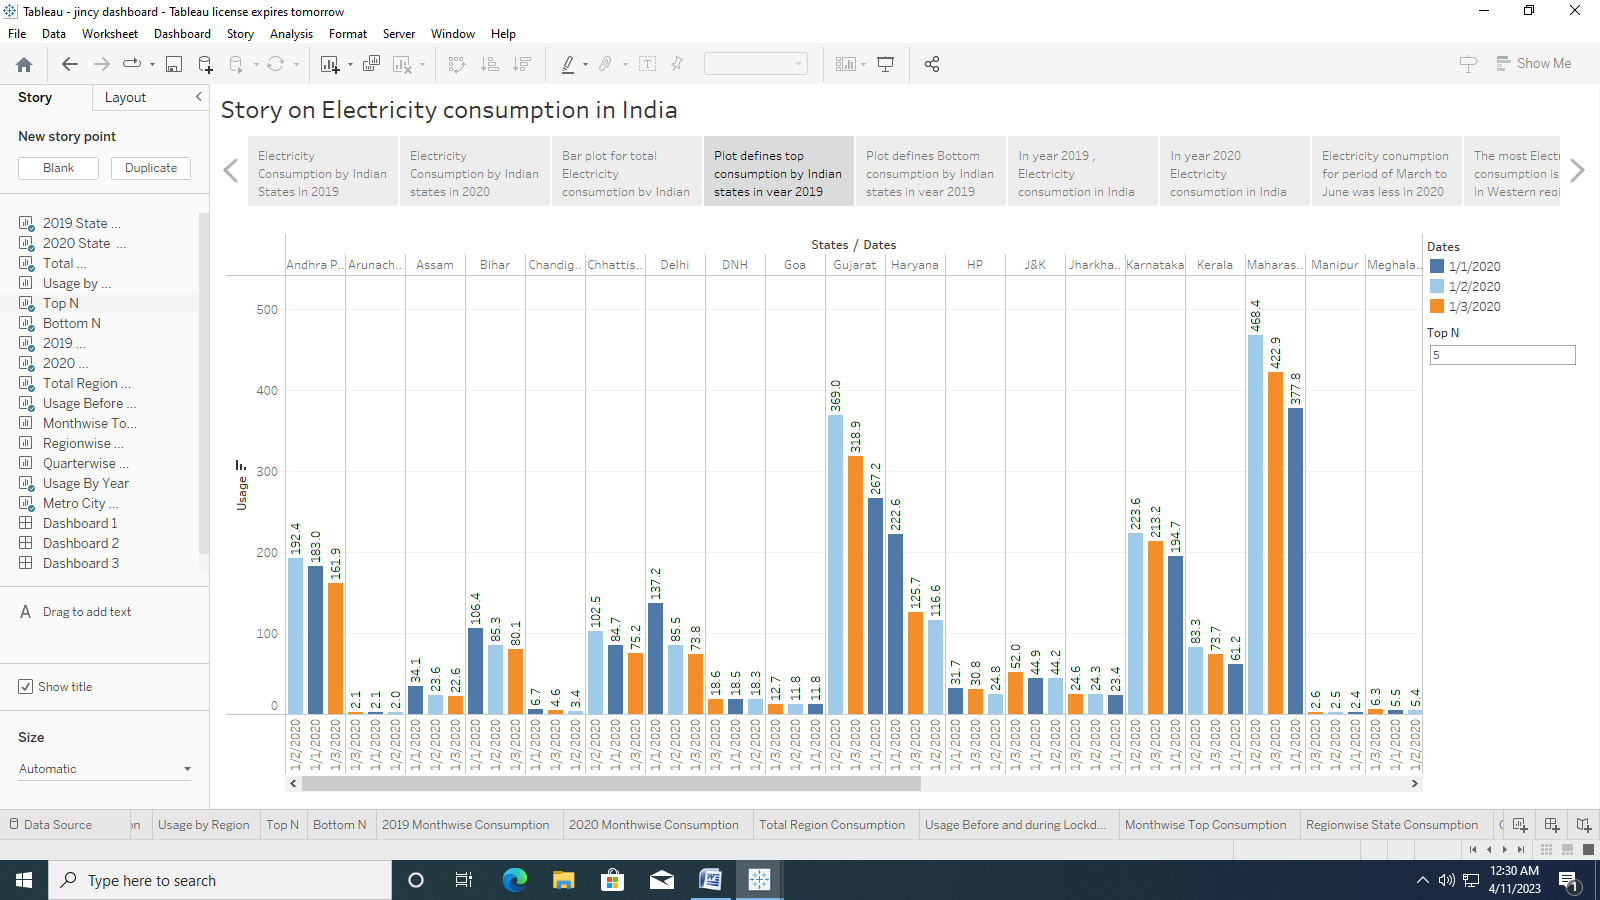 Tableau - jincy dashboard - Tableau license expires tomorrow
File Data Worksheet Dashboard Story Analysis Format Server Window Help
Show Me
Story Layout
New story point
Blank Duplicate
2019 State ...
2020 State ...
Total ...
Usage by ...
Top N
Bottom N
2019 ...
2020 ...
Total Region ...
Usage Before ...
Monthwise To...
Regionwise ...
Quarterwise ...
Usage By Year
Metro City ...
Dashboard 1
Dashboard 2
Dashboard 3
A Drag to add text
Show title
Size
Automatic
Story on Electricity consumption in India
Electricity
Consumption by Indian
States in 2019
Electricity
Consumption by Indian
states in 2020
Bar plot for total
Electricity
consumption by Indian
Plot defines top
consumption by Indian
states in year 2019
Plot defines Bottom
consumption by Indian
states in year 2019
In year 2019 ,
Electricity
consumption in India
In year 2020
Electricity
consumption in India
Electricity conumption
for period of March to
June was less in 2020
The most Electr
consumption is
in Western regi
States / Dates
Andhra P.. Arunach.. Assam Bihar Chandig.. Chhattis.. Delhi DNH Goa Gujarat Haryana HP J&K Jharkha.. Karnataka Kerala Maharas.. Manipur Meghala..
Usage
500
400
300
200
100
0
192.4 183.0 161.9 2.1 2.1 2.0 34.1 23.6 22.6 106.4 85.3 80.1 6.7 4.6 3.4 102.5 84.7 75.2 137.2 85.5 73.8 18.6 18.5 18.3 12.7 11.8 11.8 369.0 318.9 267.2 222.6 125.7 116.6 31.7 30.8 24.8 52.0 44.9 44.2 24.6 24.3 23.4 223.6 213.2 194.7 83.3 73.7 61.2 468.4 422.9 377.8 2.6 2.5 2.4 6.3 5.5 5.4
1/2/2020 1/1/2020 1/3/2020 1/3/2020 1/1/2020 1/2/2020 1/1/2020 1/2/2020 1/3/2020 1/1/2020 1/2/2020 1/3/2020 1/1/2020 1/3/2020 1/2/2020 1/2/2020 1/1/2020 1/3/2020 1/1/2020 1/2/2020 1/3/2020 1/3/2020 1/1/2020 1/2/2020 1/3/2020 1/2/2020 1/1/2020 1/2/2020 1/3/2020 1/1/2020 1/1/2020 1/3/2020 1/2/2020 1/1/2020 1/3/2020 1/2/2020 1/3/2020 1/1/2020 1/2/2020 1/3/2020 1/2/2020 1/1/2020 1/2/2020 1/3/2020 1/1/2020 1/2/2020 1/3/2020 1/1/2020 1/2/2020 1/3/2020 1/1/2020 1/3/2020 1/2/2020 1/1/2020 1/3/2020 1/1/2020 1/2/2020
Dates
1/1/2020
1/2/2020
1/3/2020
Top N
5
Data Source on Usage by Region Top N Bottom N 2019 Monthwise Consumption 2020 Monthwise Consumption Total Region Consumption Usage Before and during Lockd... Monthwise Top Consumption Regionwise State Consumption
Type here to search
12:30 AM
4/11/2023
1